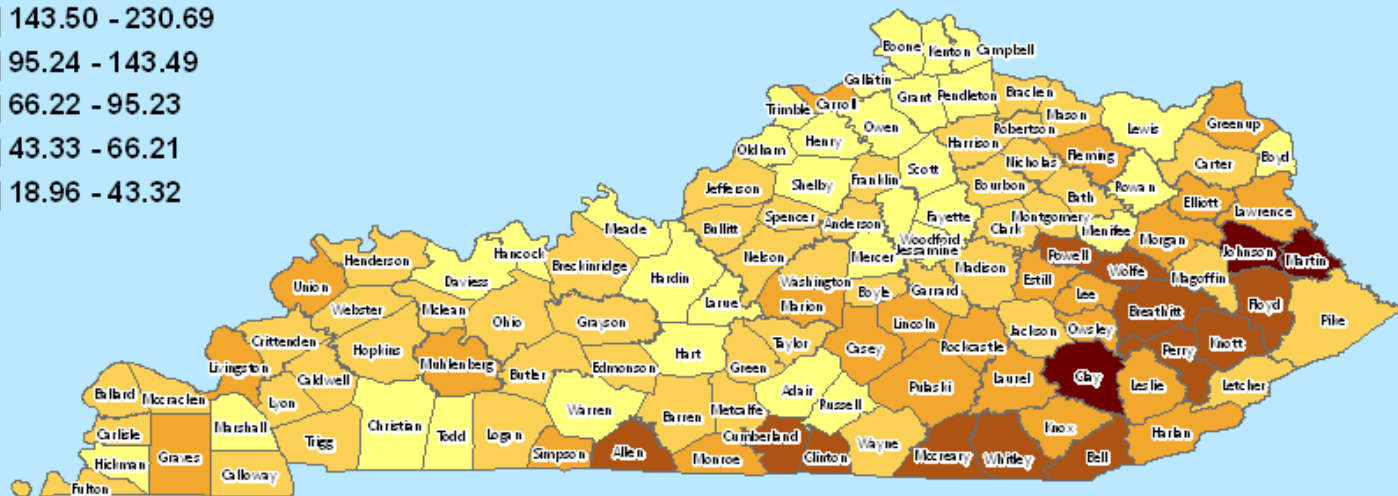 143.50 - 230.69
95.24 - 143.49
66.22 - 95.23
43.33 - 66.21
18.96 - 43.32
Boone Kenton Campbell
Gallatin
Grant Pendleton Bracken
Trimble Carroll
Mason
Owen
Robertson
Lewis
Greenup
Oldham Henry
Harrison
Fleming
Boyd
Nicholas
Carter
Scott
Jefferson
Shelby
Franklin
Bourbon
Rowan
Bath
Elliott
Lawrence
Meade
Bullitt
Spencer
Anderson
Fayette
Montgomery
Clark
Menifee
Morgan
Woodford
Jessamine
Johnson
Martin
Hancock
Henderson
Breckinridge
Nelson
Mercer
Powell
Daviess
Hardin
Madison
Wolfe
Magoffin
Union
Washington
Boyle
Garrard
Estill
Lee
Floyd
Webster
Mclean
Larue
Marion
Breathitt
Ohio
Grayson
Lincoln
Jackson
Owsley
Pike
Crittenden
Hopkins
Taylor
Casey
Rockcastle
Perry
Knott
Livingston
Muhlenberg
Hart
Butler
Edmonson
Green
Clay
Caldwell
Adair
Pulaski
Laurel
Leslie
Letcher
Ballard
Mccracken
Lyon
Warren
Barren
Metcalfe
Russell
Carlisle
Marshall
Christian
Todd
Logan
Cumberland
Knox
Harlan
Trigg
Wayne
Hickman
Graves
Simpson
Allen
Monroe
Clinton
Mccreary
Whitley
Bell
Calloway
Fulton